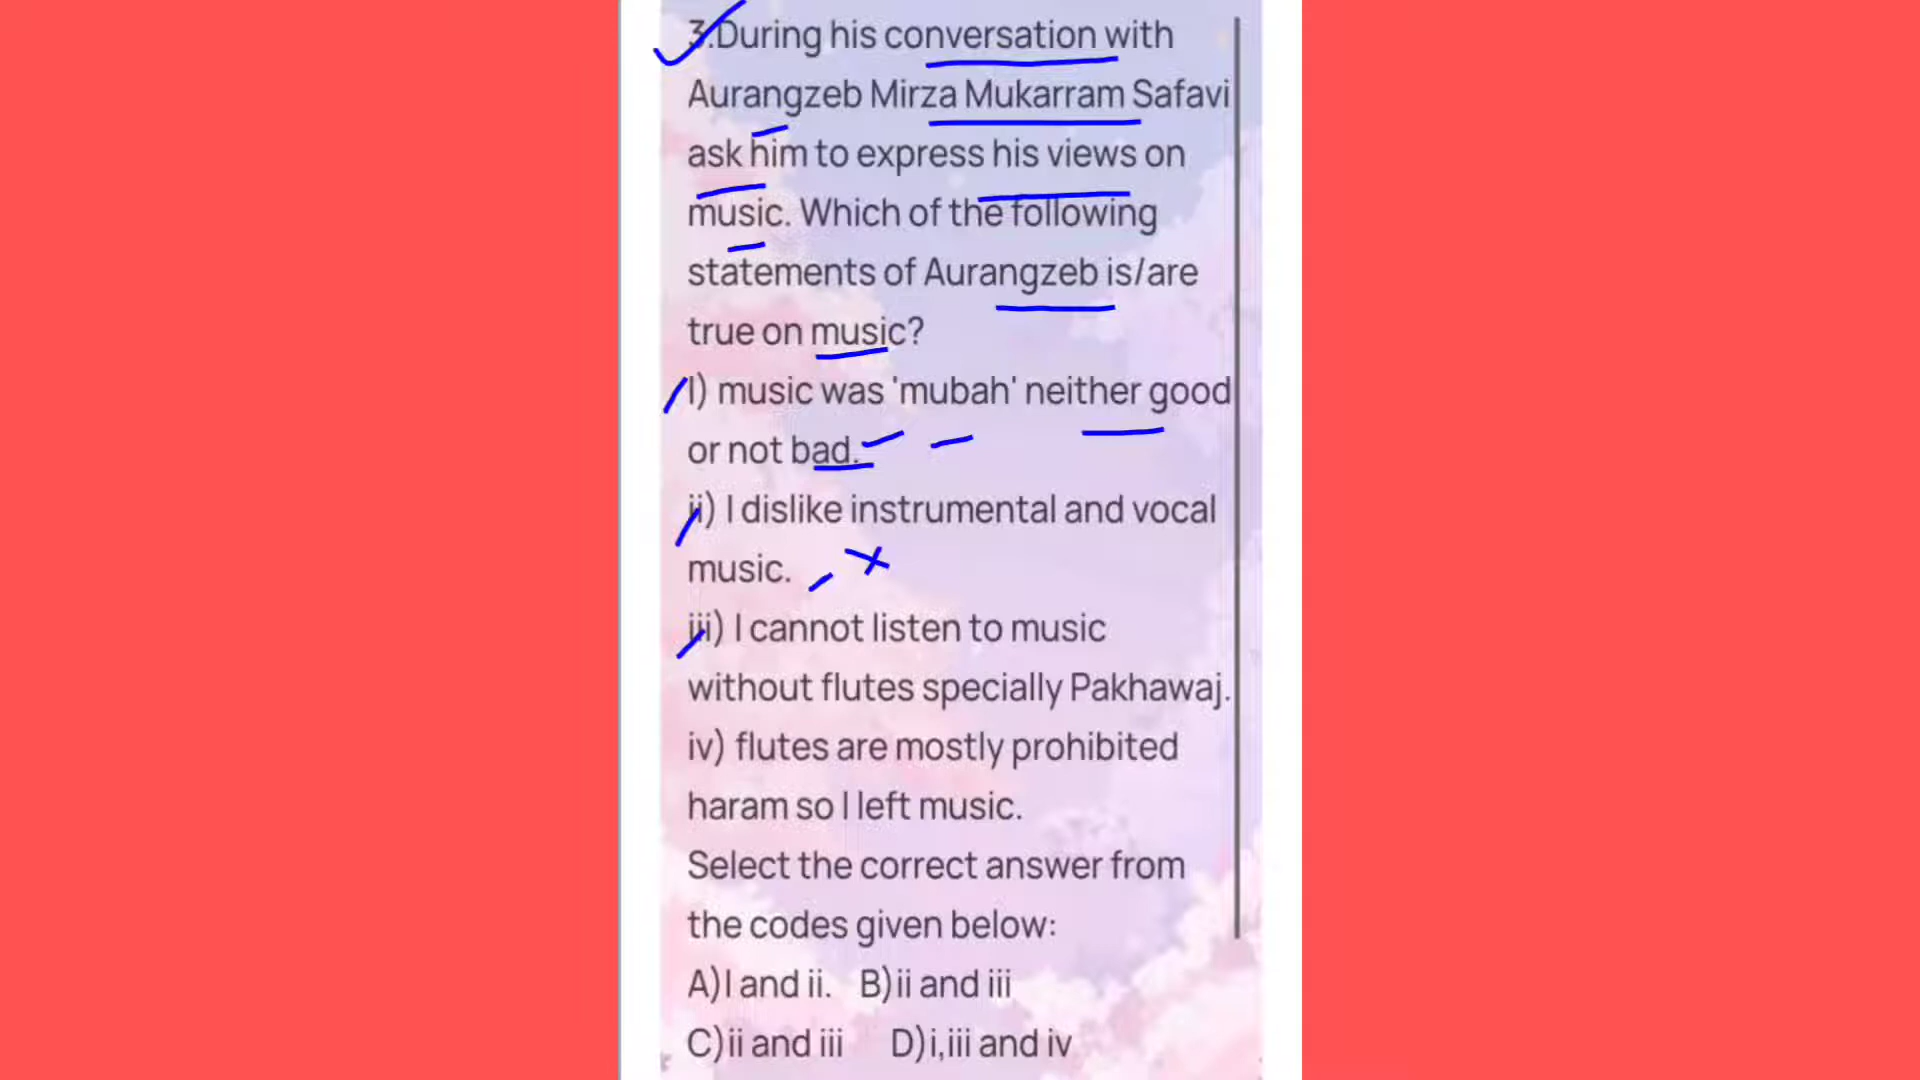 3.During his conversation with
Aurangzeb Mirza Mukarram Safavi
ask him to express his views on
music. Which of the following
statements of Aurangzeb is/are
true on music?
I) music was 'mubah' neither good
or not bad.
ii) I dislike instrumental and vocal
music.
iii) I cannot listen to music
without flutes specially Pakhawaj.
iv) flutes are mostly prohibited
haram so I left music.
Select the correct answer from
the codes given below:
A)I and ii. B)ii and iii
C)ii and iii D)i,iii and iv